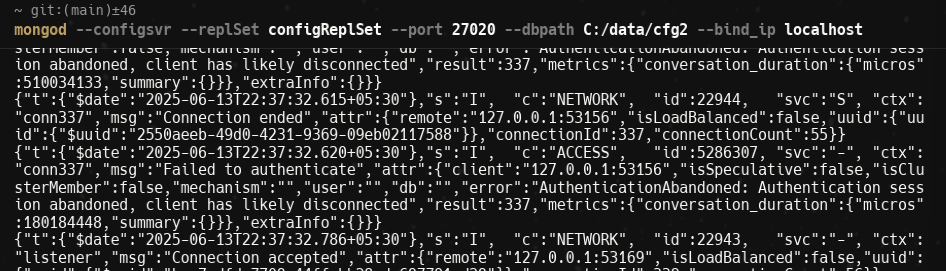 ~ git:(main)±46
mongod --configsvr --replSet configReplSet --port 27020 --dbpath C:/data/cfg2 --bind_ip localhost
sterMember":false,"mechanism":"","user":"","db":"","error":"AuthenticationAbandoned: Authentication sess
ion abandoned, client has likely disconnected","result":337,"metrics":{"conversation_duration":{"micros"
:510034133,"summary":{}}},"extraInfo":{}}}
{"t":{"$date":"2025-06-13T22:37:32.615+05:30"},"s":"I",  "c":"NETWORK",  "id":22944,   "svc":"S", "ctx":
"conn337","msg":"Connection ended","attr":{"remote":"127.0.0.1:53156","isLoadBalanced":false,"uuid":{"uu
id":{"$uuid":"2550aeeb-49d0-4231-9369-09eb02117588"}},"connectionId":337,"connectionCount":55}}
{"t":{"$date":"2025-06-13T22:37:32.620+05:30"},"s":"I",  "c":"ACCESS",   "id":5286307, "svc":"-", "ctx":
"conn337","msg":"Failed to authenticate","attr":{"client":"127.0.0.1:53156","isSpeculative":false,"isClu
sterMember":false,"mechanism":"","user":"","db":"","error":"AuthenticationAbandoned: Authentication sess
ion abandoned, client has likely disconnected","result":337,"metrics":{"conversation_duration":{"micros"
:180184448,"summary":{}}},"extraInfo":{}}}
{"t":{"$date":"2025-06-13T22:37:32.786+05:30"},"s":"I",  "c":"NETWORK",  "id":22943,   "svc":"-", "ctx":
"listener","msg":"Connection accepted","attr":{"remote":"127.0.0.1:53169","isLoadBalanced":false,"uuid":